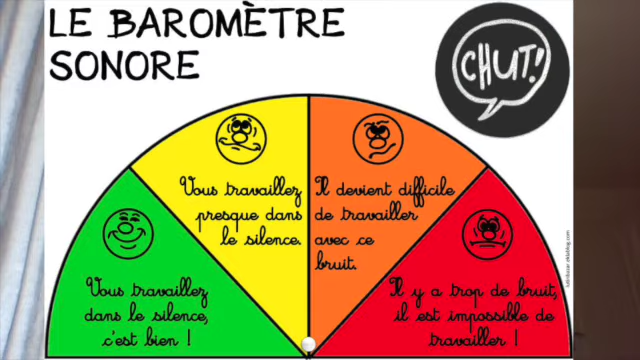 LE BAROMÈTRE
SONORE
CHUT!
Vous travaillez
dans le silence,
c'est bien !
Vous travaillez
presque dans
le silence.
Il devient difficile
de travailler
avec ce
bruit.
Il y a trop de bruit,
il est impossible de
travailler !